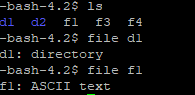 -bash-4.2$ ls
d1  d2  f1  f3  f4
-bash-4.2$ file d1
d1: directory
-bash-4.2$ file f1
f1: ASCII text